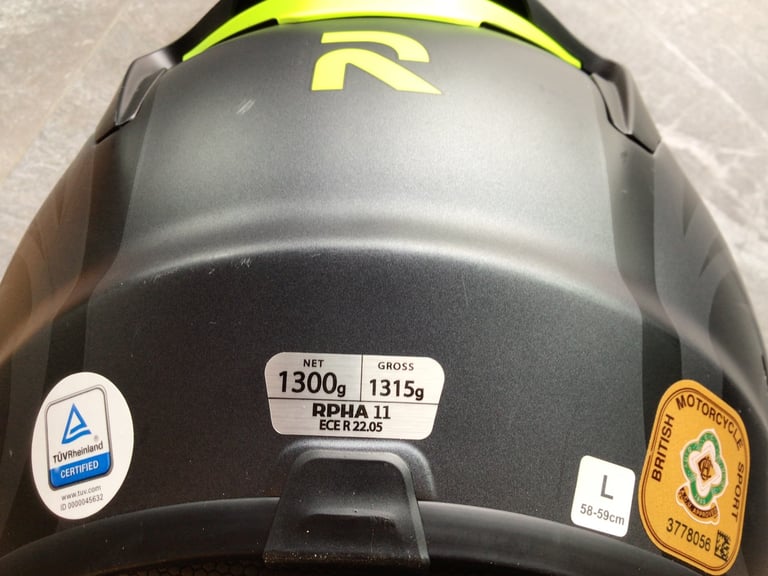 NET
1300g
GROSS
1315g
RPHA 11
ECE R 22.05
TÜVRheinland
CERTIFIED
www.tuv.com
ID 0000045632
L
58-59cm
BRITISH MOTORCYCLE SPORT
3778056